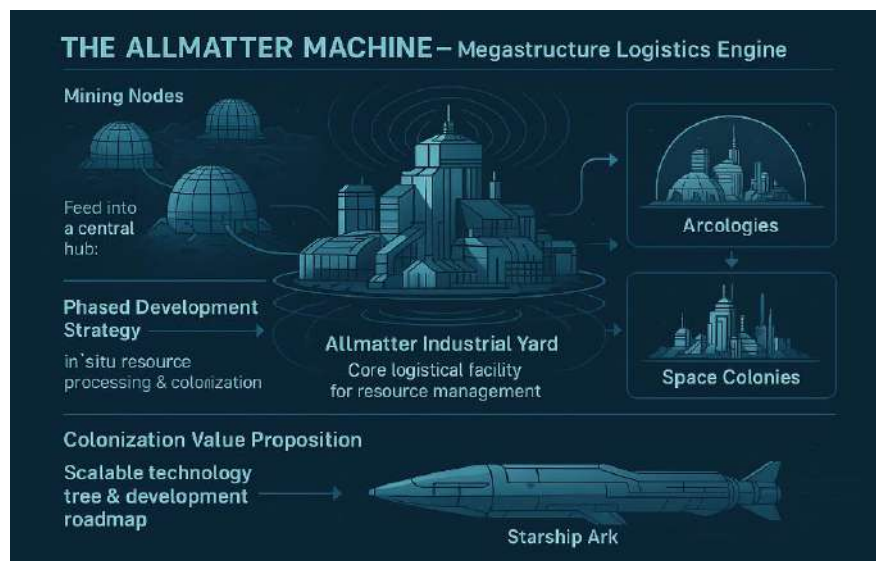 THE ALLMATTER MACHINE – Megastructure Logistics Engine
Mining Nodes
Feed into
a central
hub:
Phased Development
Strategy
in`situ resource
processing & colonization
Allmatter Industrial Yard
Core logistical facility
for resource management
Arcologies
Space Colonies
Colonization Value Proposition
Scalable technology
tree & development
roadmap
Starship Ark